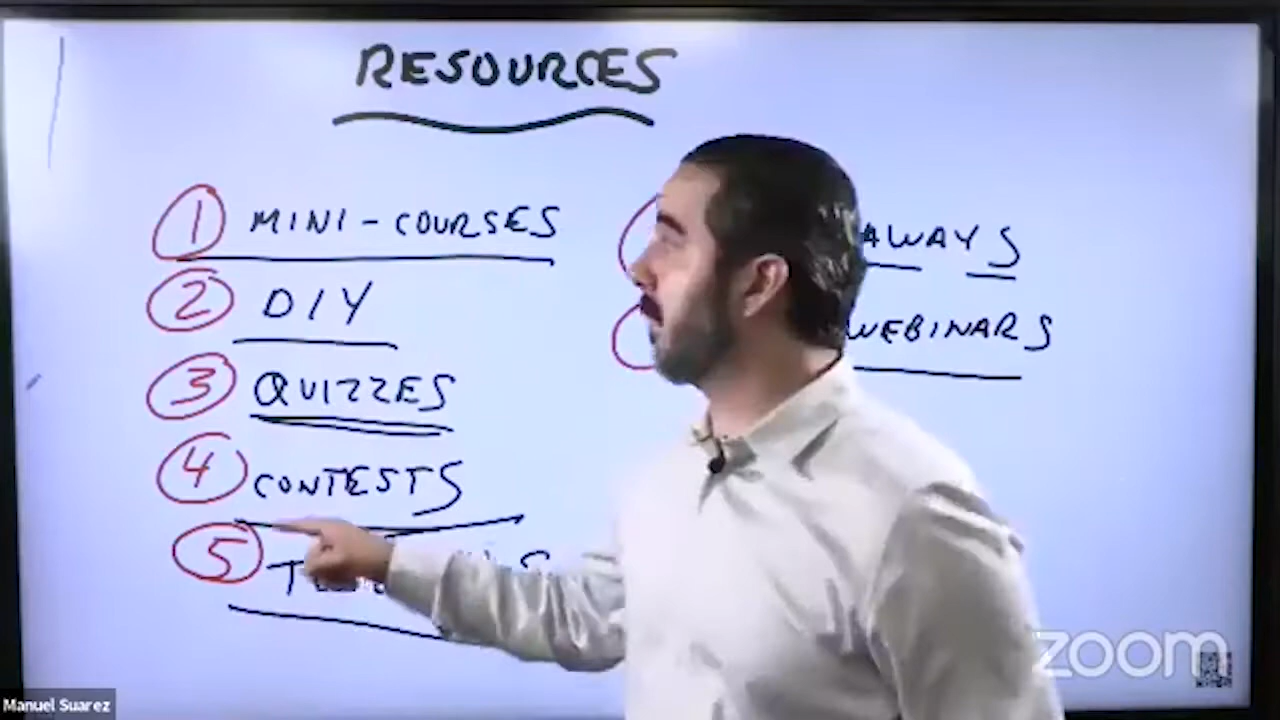 RESOURCES
1 MINI-COURSES
2 DIY
3 QUIZZES
4 CONTESTS
5
AWAYS
WEBINARS
zoom
Manuel Suarez